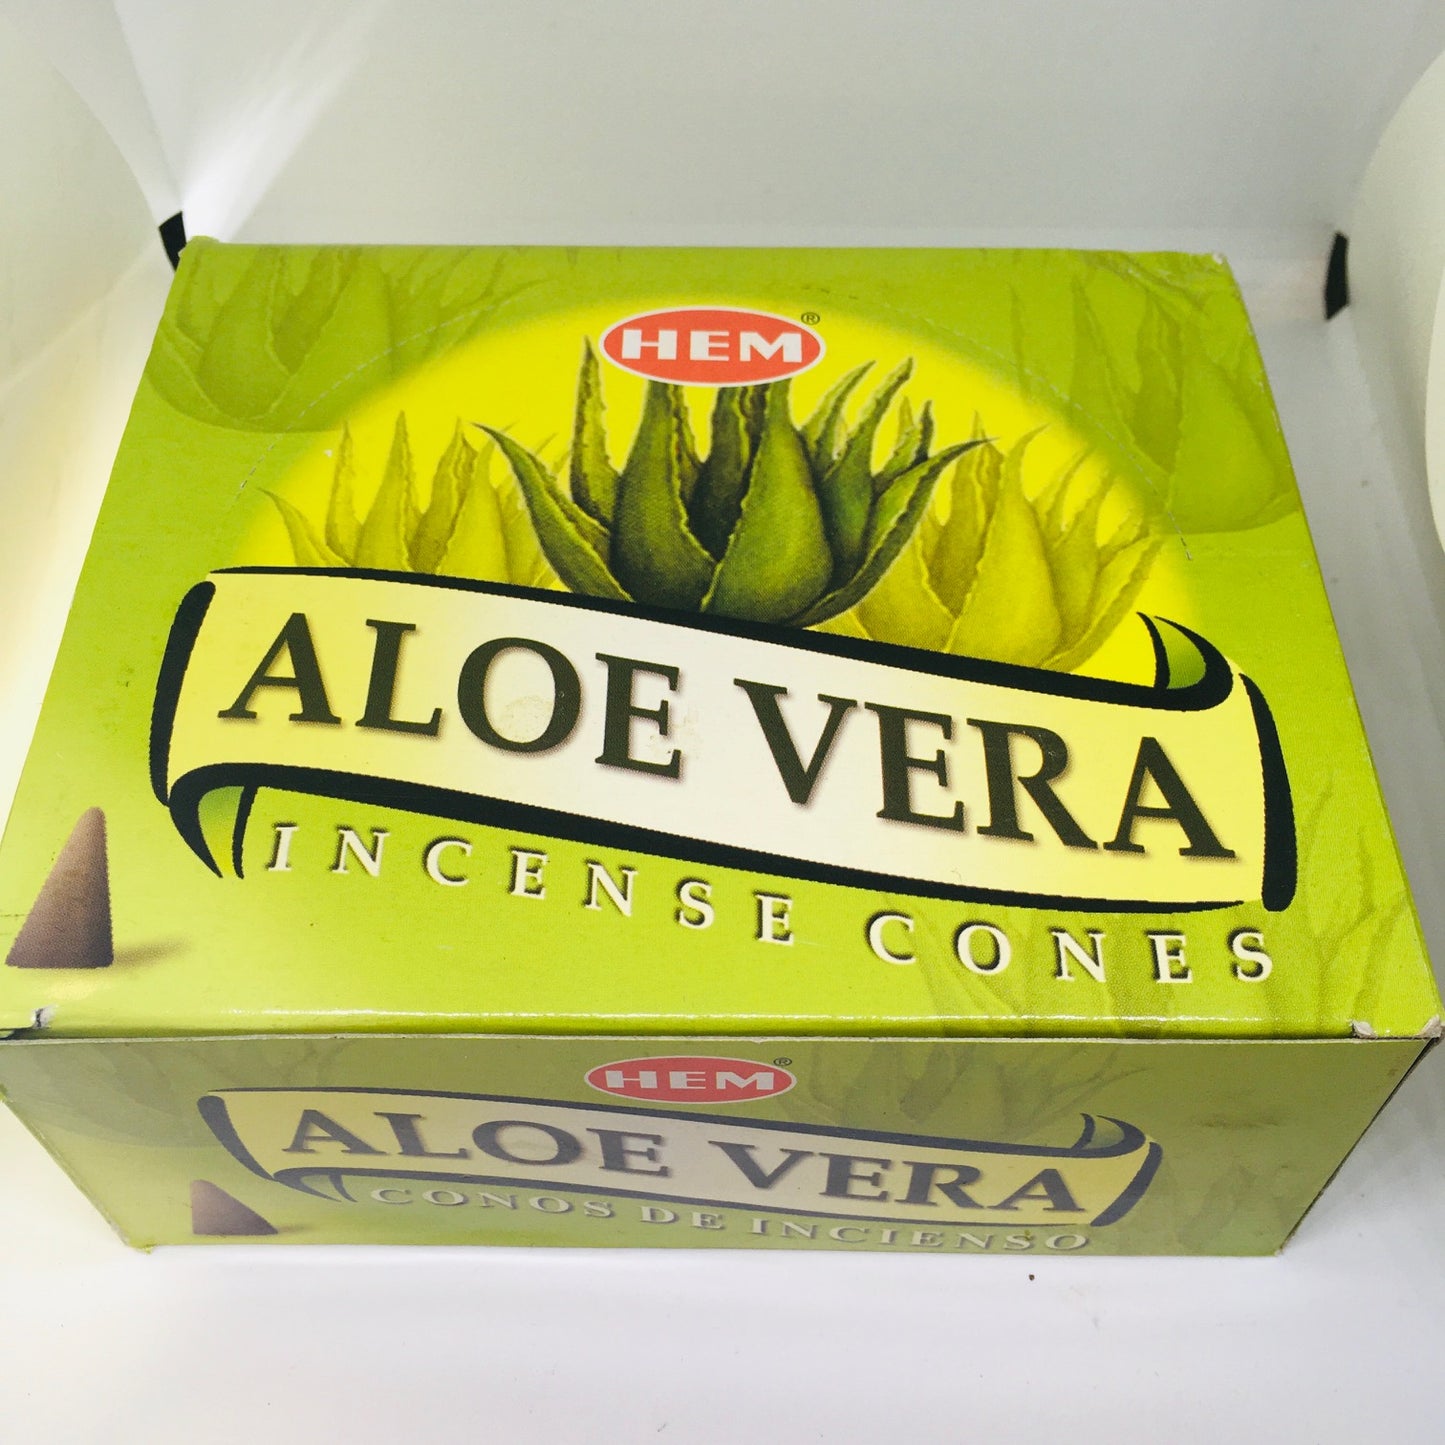 HEM®
ALOE VERA
INCENSE CONES
HEM®
ALOE VERA
CONOS DE INCIENSO